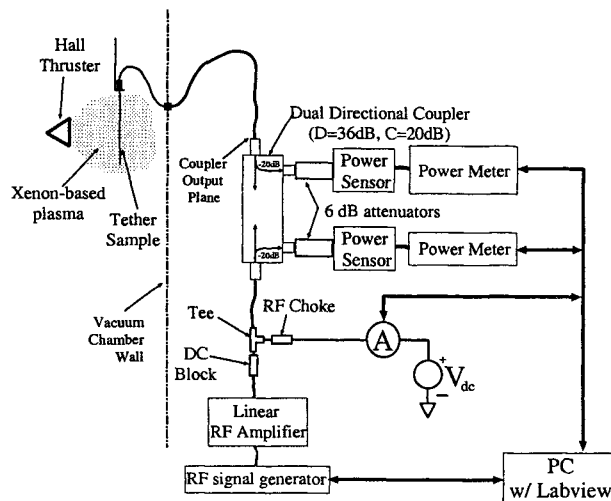 Hall
Thruster
Dual Directional Coupler
(D=36dB, C=20dB)
Coupler
Output
Plane
-20dB
Power
Sensor
Power Meter
Xenon-based
plasma
Tether
Sample
6 dB attenuators
-20dB
Power
Sensor
Power Meter
Vacuum
Chamber
Wall
Tee
RF Choke
A
DC
Block
+
Vdc
−
Linear
RF Amplifier
RF signal generator
PC
w/ Labview